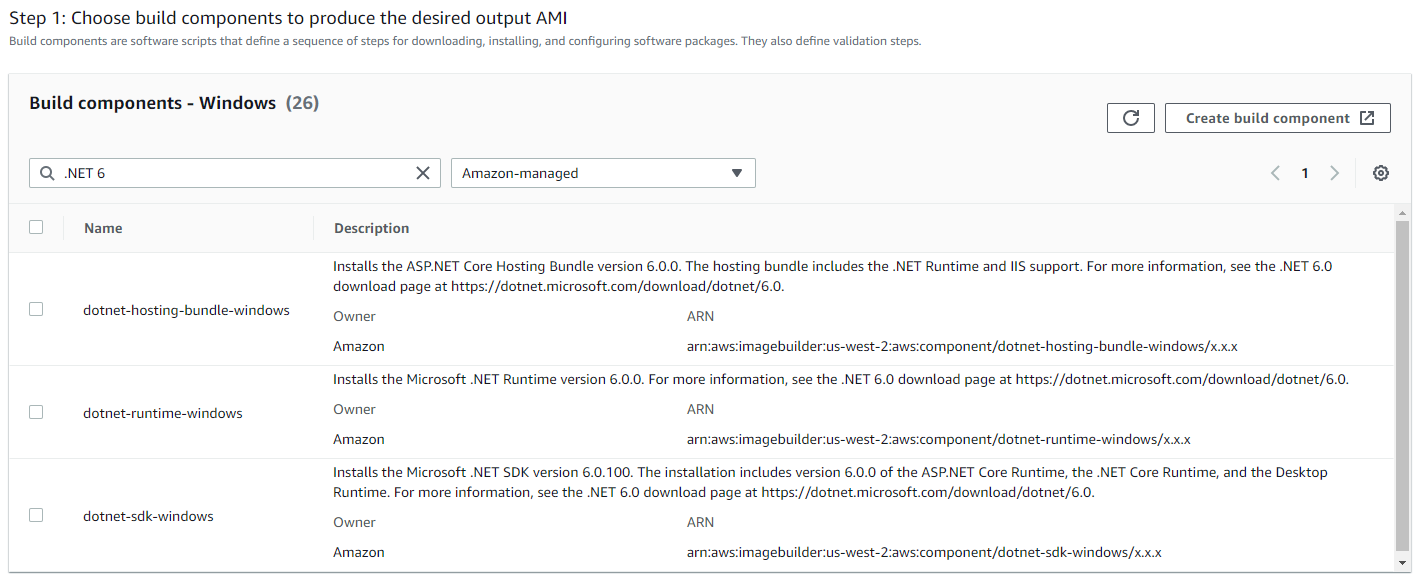 Step 1: Choose build components to produce the desired output AMI
Build components are software scripts that define a sequence of steps for downloading, installing, and configuring software packages. They also define validation steps.
Build components - Windows (26)
Create build component
.NET 6
Amazon-managed
1
Name Description
Installs the ASP.NET Core Hosting Bundle version 6.0.0. The hosting bundle includes the .NET Runtime and IIS support. For more information, see the .NET 6.0
download page at https://dotnet.microsoft.com/download/dotnet/6.0.
dotnet-hosting-bundle-windows
Owner ARN
Amazon arn:aws:imagebuilder:us-west-2:aws:component/dotnet-hosting-bundle-windows/x.x.x
Installs the Microsoft .NET Runtime version 6.0.0. For more information, see the .NET 6.0 download page at https://dotnet.microsoft.com/download/dotnet/6.0.
dotnet-runtime-windows
Owner ARN
Amazon arn:aws:imagebuilder:us-west-2:aws:component/dotnet-runtime-windows/x.x.x
Installs the Microsoft .NET SDK version 6.0.100. The installation includes version 6.0.0 of the ASP.NET Core Runtime, the .NET Core Runtime, and the Desktop
Runtime. For more information, see the .NET 6.0 download page at https://dotnet.microsoft.com/download/dotnet/6.0.
dotnet-sdk-windows
Owner ARN
Amazon arn:aws:imagebuilder:us-west-2:aws:component/dotnet-sdk-windows/x.x.x